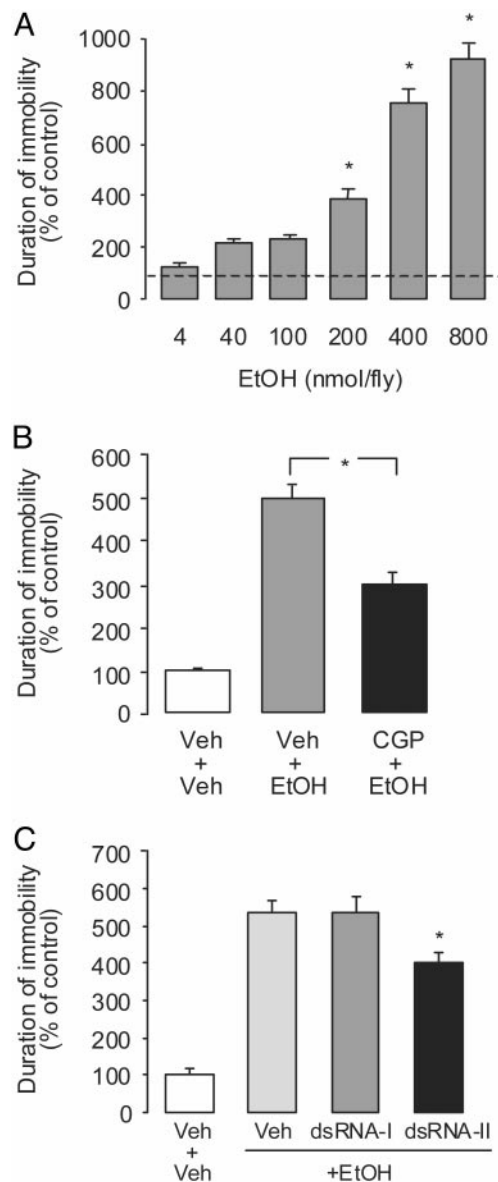 A
Duration of immobility
(% of control)
1000
800
600
400
200
0
*
*
*
4 40 100 200 400 800
EtOH (nmol/fly)
B
Duration of immobility
(% of control)
600
500
400
300
200
100
0
*
Veh Veh CGP
+ + +
Veh EtOH EtOH
C
Duration of immobility
(% of control)
700
600
500
400
300
200
100
0
*
Veh Veh dsRNA-I dsRNA-II
+
Veh
+EtOH